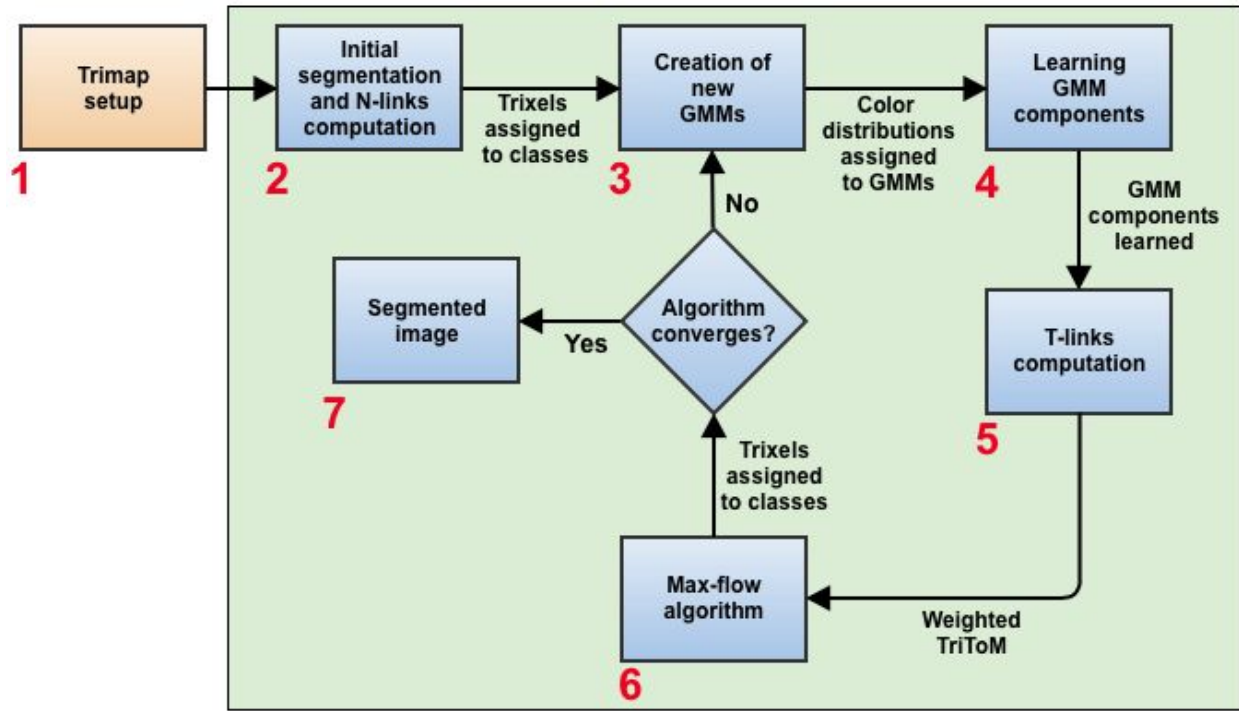 Trimap
setup
1
Initial
segmentation
and N-links
computation
2
Trixels
assigned
to classes
Creation of
new
GMMs
3
Color
distributions
assigned
to GMMs
Learning
GMM
components
4
GMM
components
learned
T-links
computation
5
Weighted
TriToM
Max-flow
algorithm
6
Trixels
assigned
to classes
Algorithm
converges?
No
Yes
Segmented
image
7